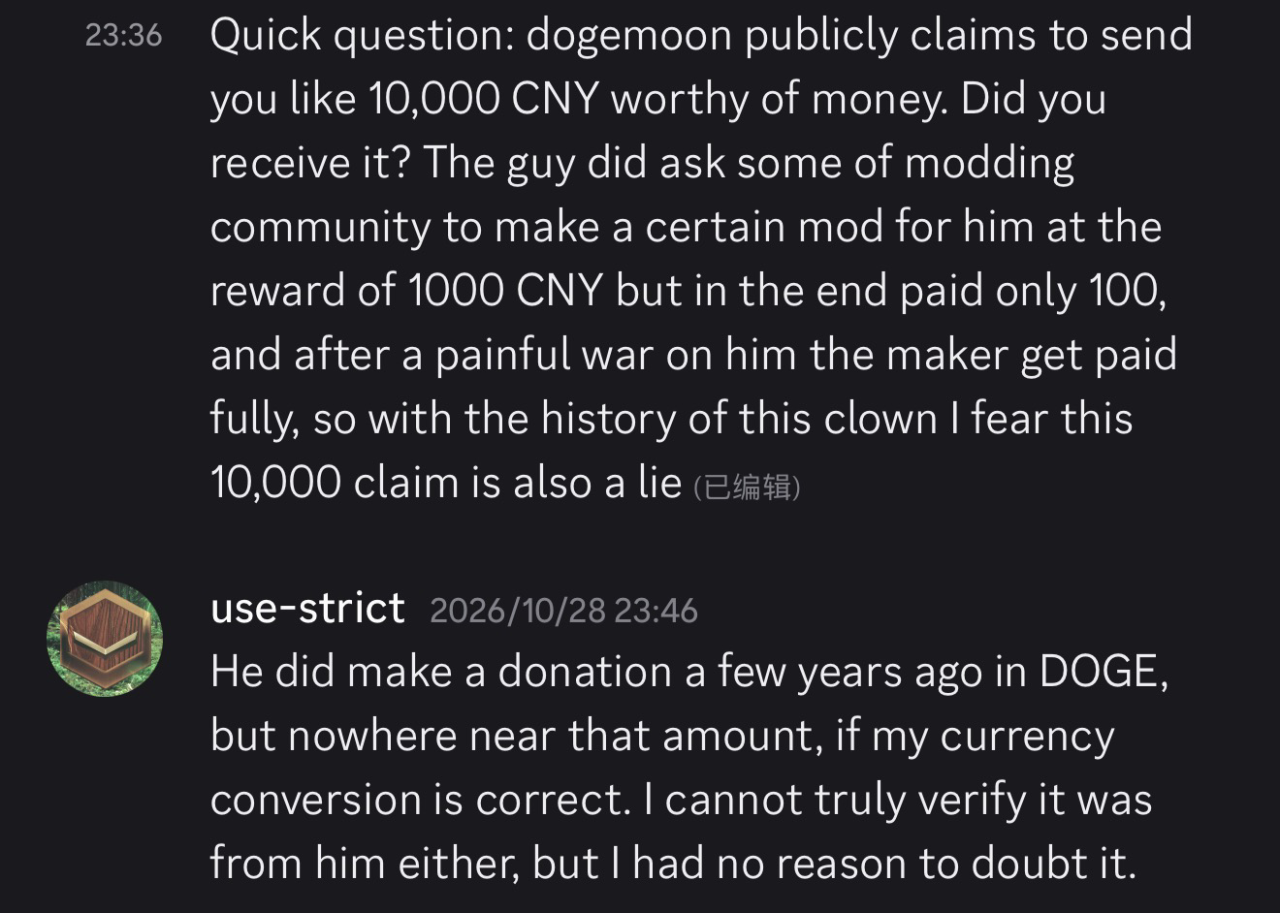 23:36 Quick question: dogemoon publicly claims to send
you like 10,000 CNY worthy of money. Did you
receive it? The guy did ask some of modding
community to make a certain mod for him at the
reward of 1000 CNY but in the end paid only 100,
and after a painful war on him the maker get paid
fully, so with the history of this clown I fear this
10,000 claim is also a lie (已编辑)
use-strict 2026/10/28 23:46
He did make a donation a few years ago in DOGE,
but nowhere near that amount, if my currency
conversion is correct. I cannot truly verify it was
from him either, but I had no reason to doubt it.